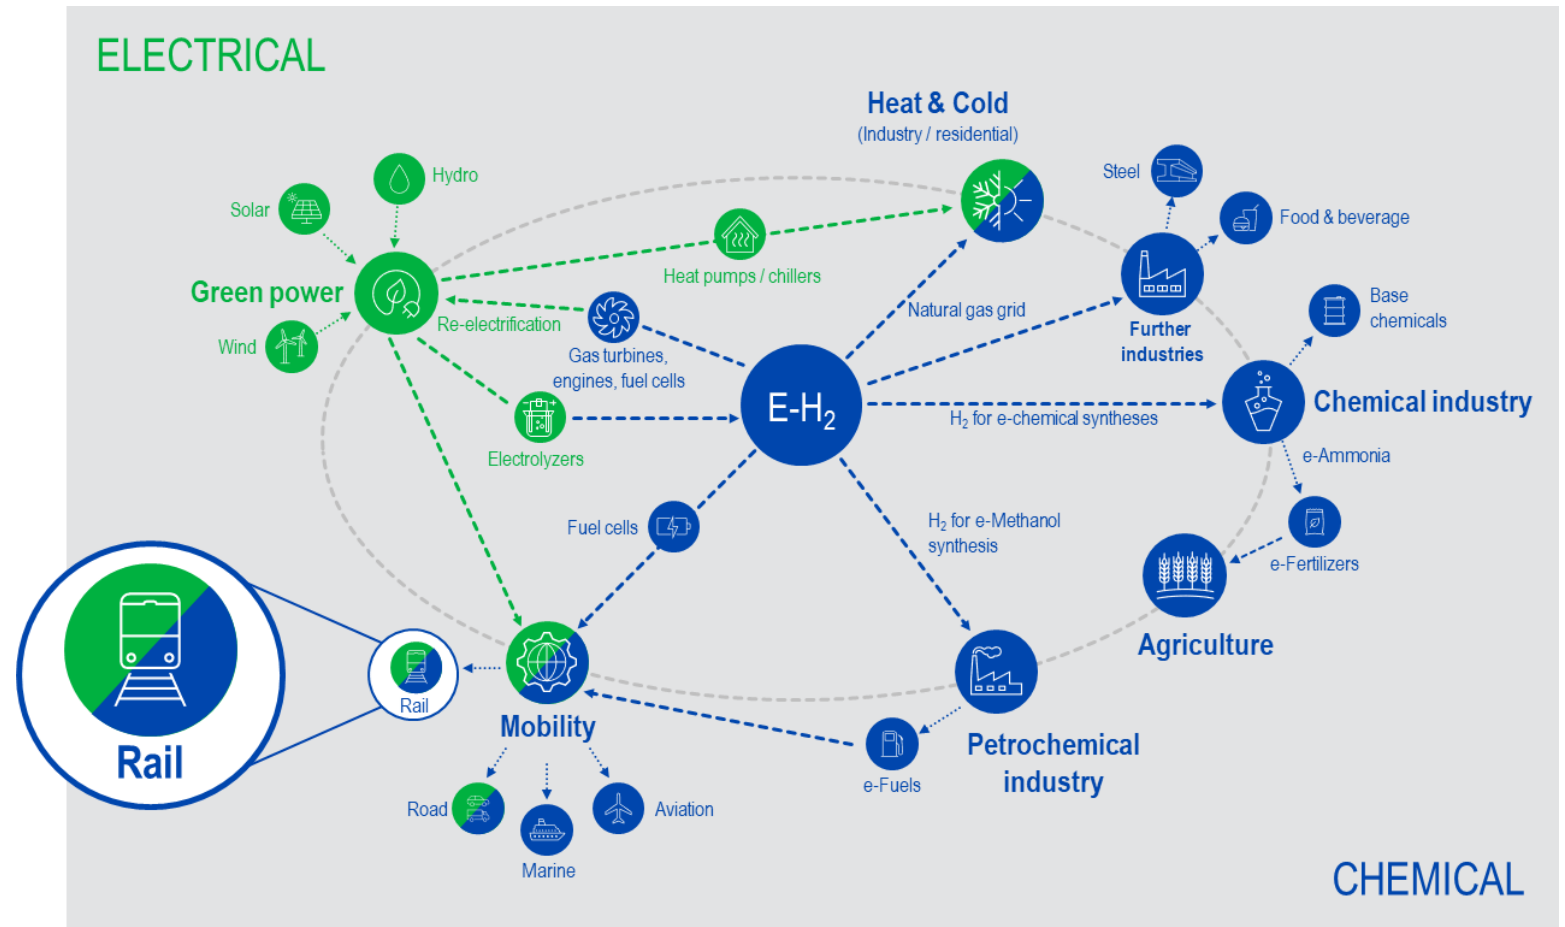 ELECTRICAL
Heat & Cold
(Industry / residential)
Steel
Hydro
Solar
Food & beverage
Heat pumps / chillers
Green power
Base
chemicals
Natural gas grid
Re-electrification
Further
industries
Wind
Gas turbines,
engines, fuel cells
E-H₂
Chemical industry
H₂ for e-chemical syntheses
Electrolyzers
e-Ammonia
Fuel cells
H₂ for e-Methanol
synthesis
e-Fertilizers
Agriculture
Rail
Rail
Mobility
Petrochemical
industry
e-Fuels
Road
Aviation
Marine
CHEMICAL